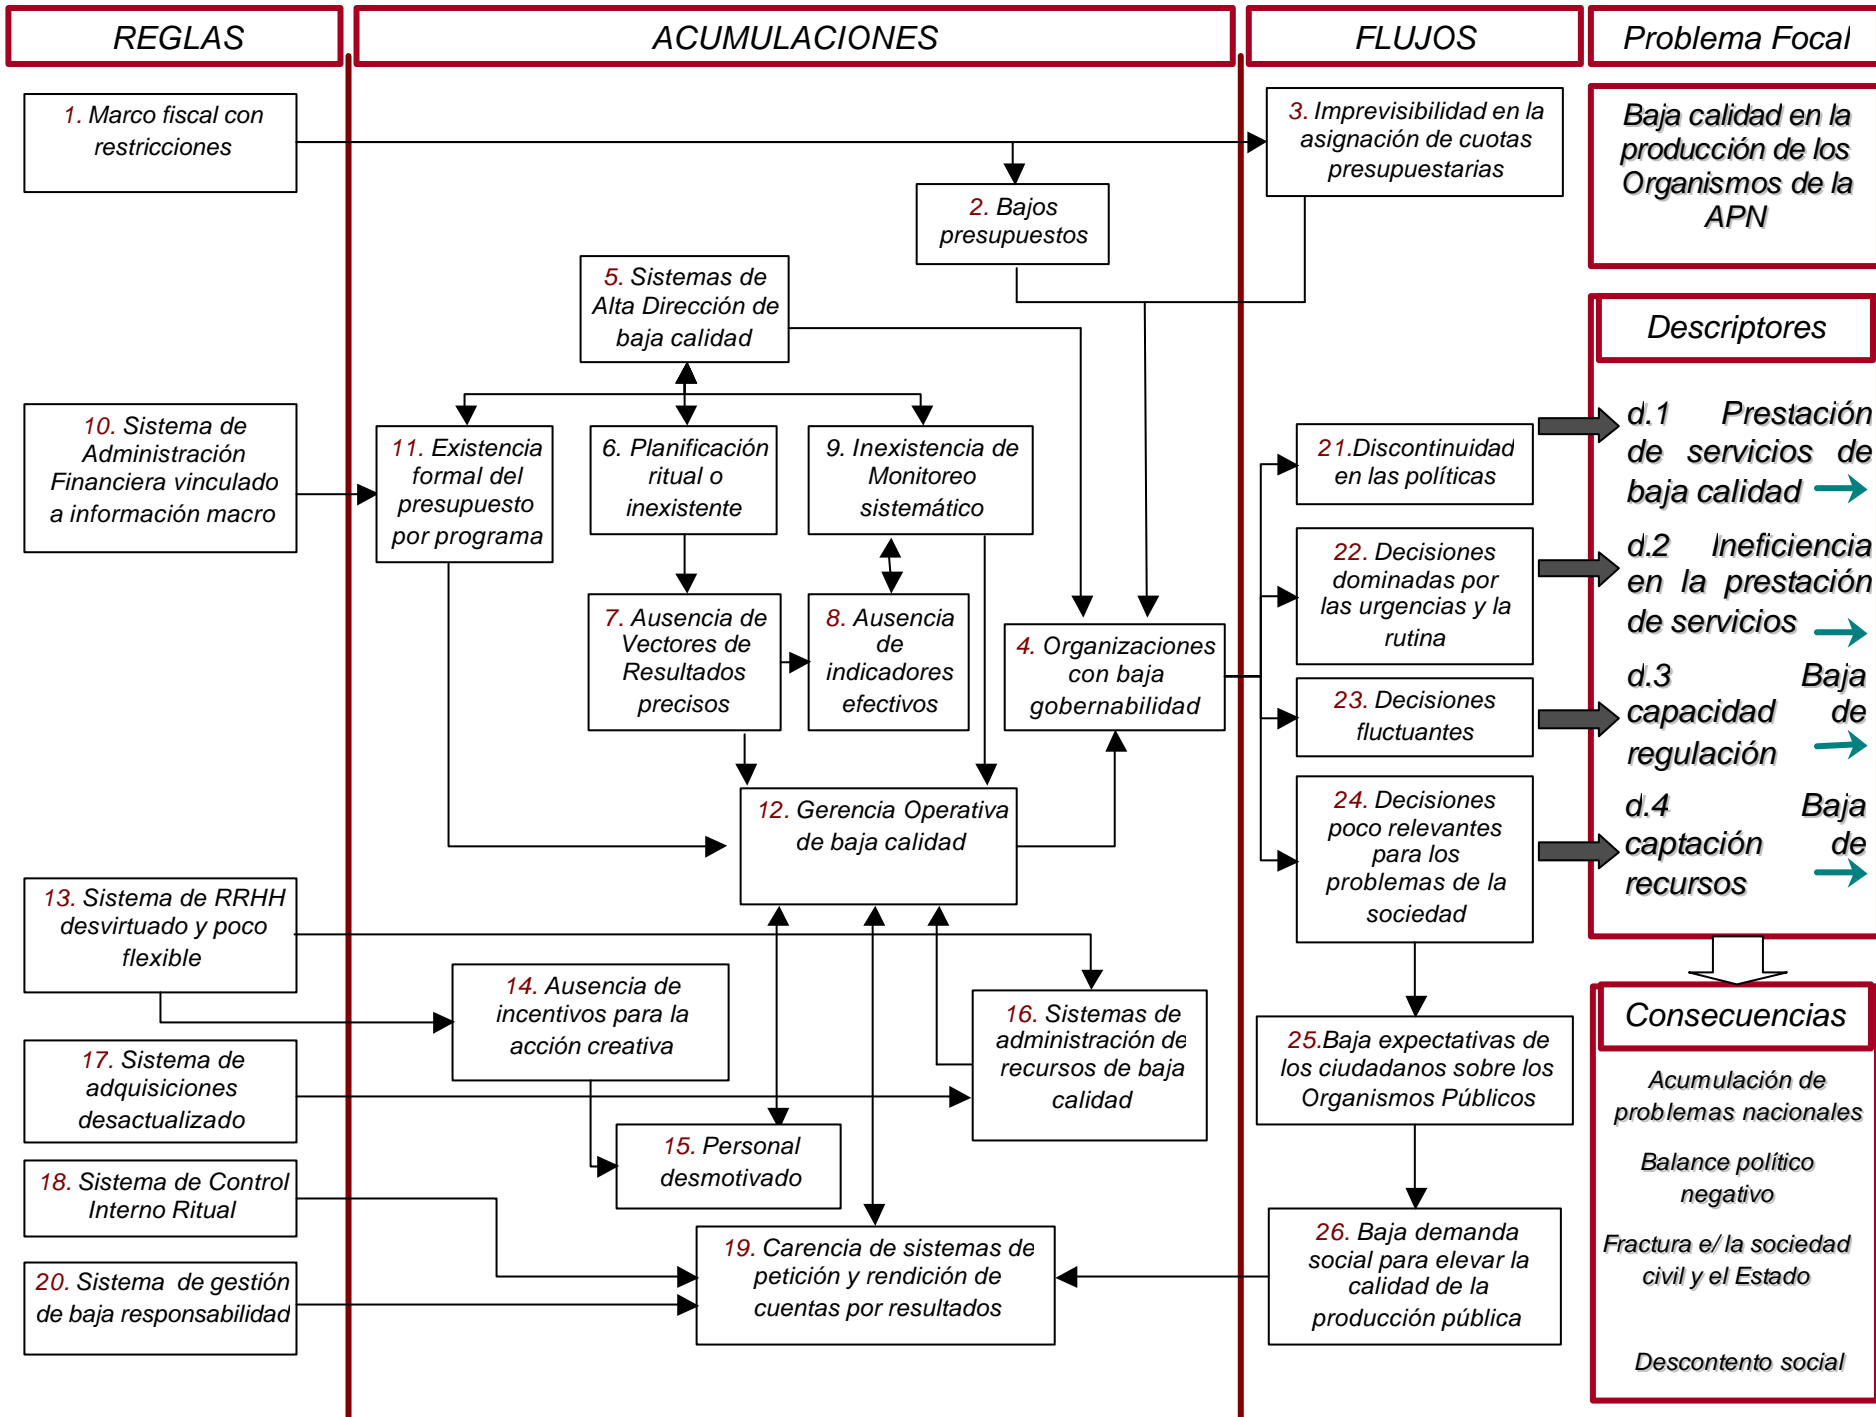 REGLAS
ACUMULACIONES
FLUJOS
Problema Focal
1. Marco fiscal con
restricciones
3. Imprevisibilidad en la
asignación de cuotas
presupuestarias
Baja calidad en la
producción de los
Organismos de la
APN
2. Bajos
presupuestos
5. Sistemas de
Alta Dirección de
baja calidad
Descriptores
10. Sistema de
Administración
Financiera vinculado
a información macro
11. Existencia
formal del
presupuesto
por programa
6. Planificación
ritual o
inexistente
9. Inexistencia de
Monitoreo
sistemático
21.Discontinuidad
en las políticas
d.1 Prestación
de servicios de
baja calidad
22. Decisiones
dominadas por
las urgencias y la
rutina
d.2 Ineficiencia
en la prestación
de servicios
7. Ausencia de
Vectores de
Resultados
precisos
8. Ausencia
de
indicadores
efectivos
4. Organizaciones
con baja
gobernabilidad
23. Decisiones
fluctuantes
d.3 Baja
capacidad de
regulación
12. Gerencia Operativa
de baja calidad
24. Decisiones
poco relevantes
para los
problemas de la
sociedad
d.4 Baja
captación de
recursos
13. Sistema de RRHH
desvirtuado y poco
flexible
14. Ausencia de
incentivos para la
acción creativa
16. Sistemas de
administración de
recursos de baja
calidad
Consecuencias
17. Sistema de
adquisiciones
desactualizado
25.Baja expectativas de
los ciudadanos sobre los
Organismos Públicos
Acumulación de
problemas nacionales
15. Personal
desmotivado
18. Sistema de Control
Interno Ritual
Balance político
negativo
19. Carencia de sistemas de
petición y rendición de
cuentas por resultados
26. Baja demanda
social para elevar la
calidad de la
producción pública
Fractura e/ la sociedad
civil y el Estado
20. Sistema de gestión
de baja responsabilidad
Descontento social